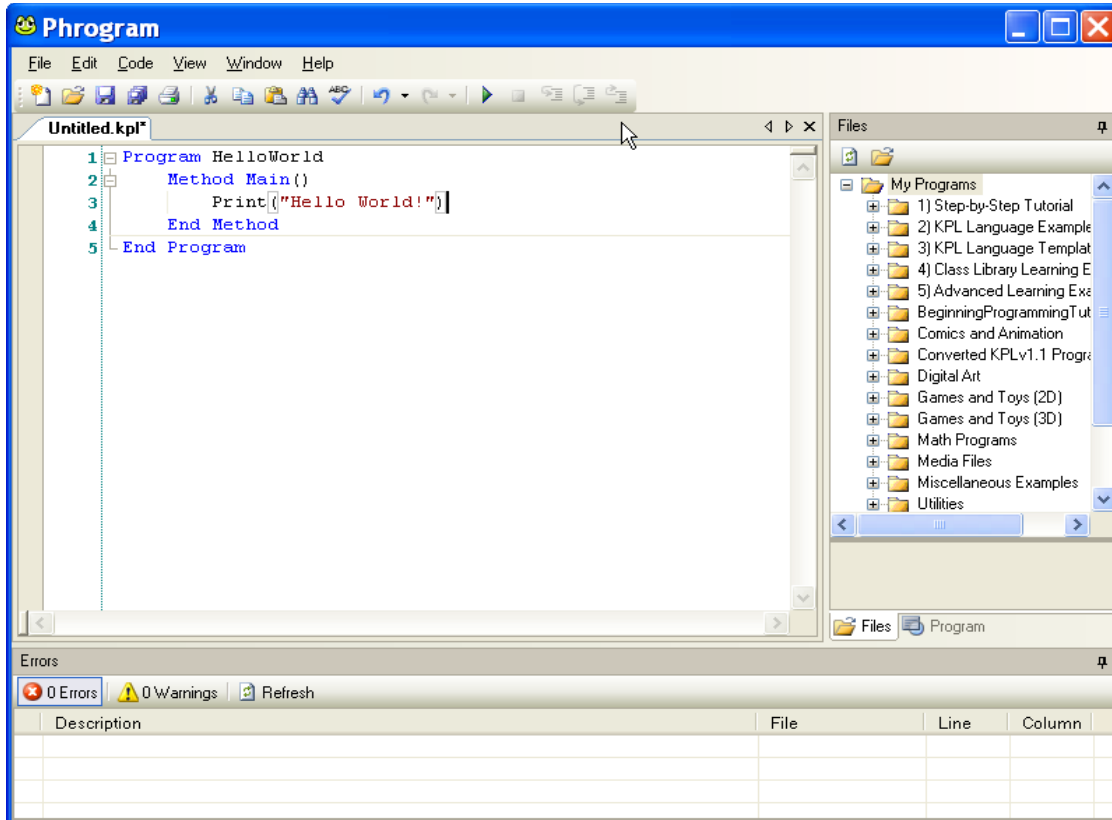 Phrogram
File Edit Code View Window Help
ABC
Untitled.kpl*
1 Program HelloWorld
2 Method Main()
3 Print("Hello World!")
4 End Method
5 End Program
Files
My Programs
1) Step-by-Step Tutorial
2) KPL Language Example
3) KPL Language Templat
4) Class Library Learning E
5) Advanced Learning Exa
BeginningProgrammingTut
Comics and Animation
Converted KPLv1.1 Progra
Digital Art
Games and Toys (2D)
Games and Toys (3D)
Math Programs
Media Files
Miscellaneous Examples
Utilities
Files Program
Errors
0 Errors 0 Warnings Refresh
Description File Line Column